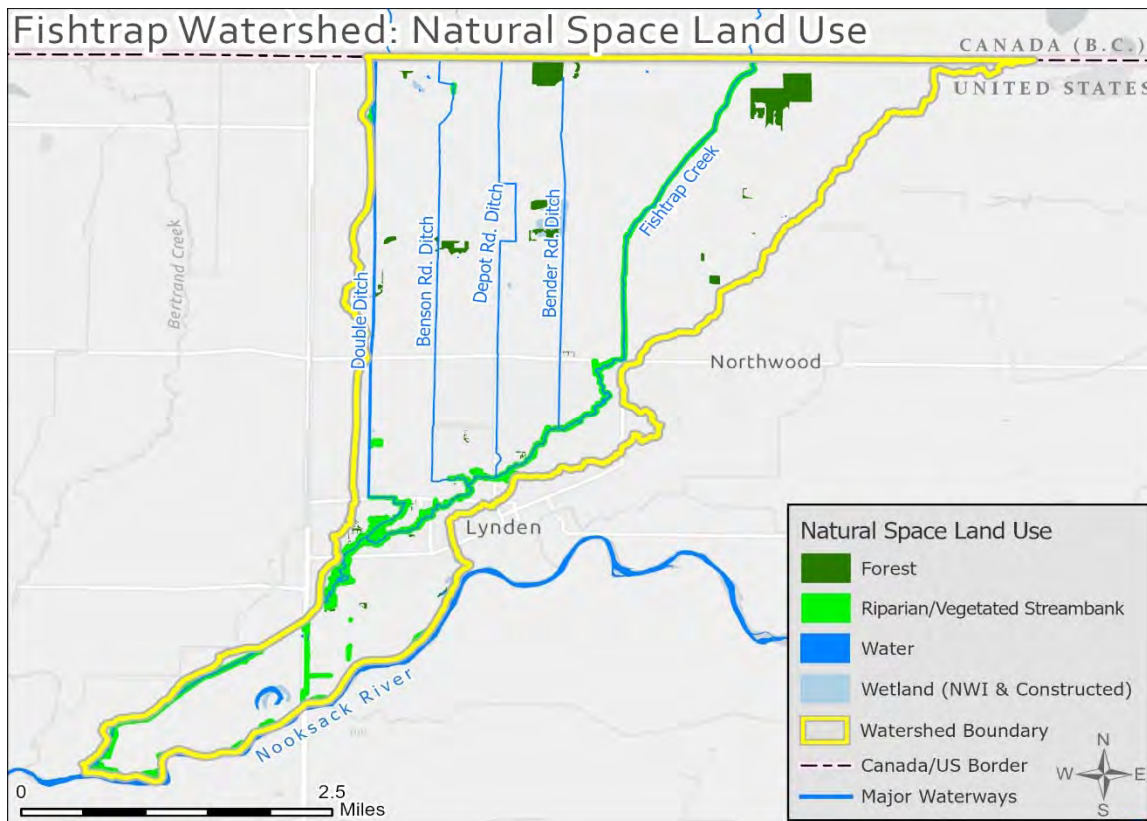 Fishtrap Watershed: Natural Space Land Use
CANADA (B.C.)
UNITED STATES
Bertrand Creek
Double Ditch
Benson Rd. Ditch
Depot Rd. Ditch
Bender Rd. Ditch
Fishtrap Creek
Northwood
Lynden
Nooksack River
Natural Space Land Use
Forest
Riparian/Vegetated Streambank
Water
Wetland (NWI & Constructed)
Watershed Boundary
Canada/US Border
Major Waterways
N
W E
S
0 2.5
Miles